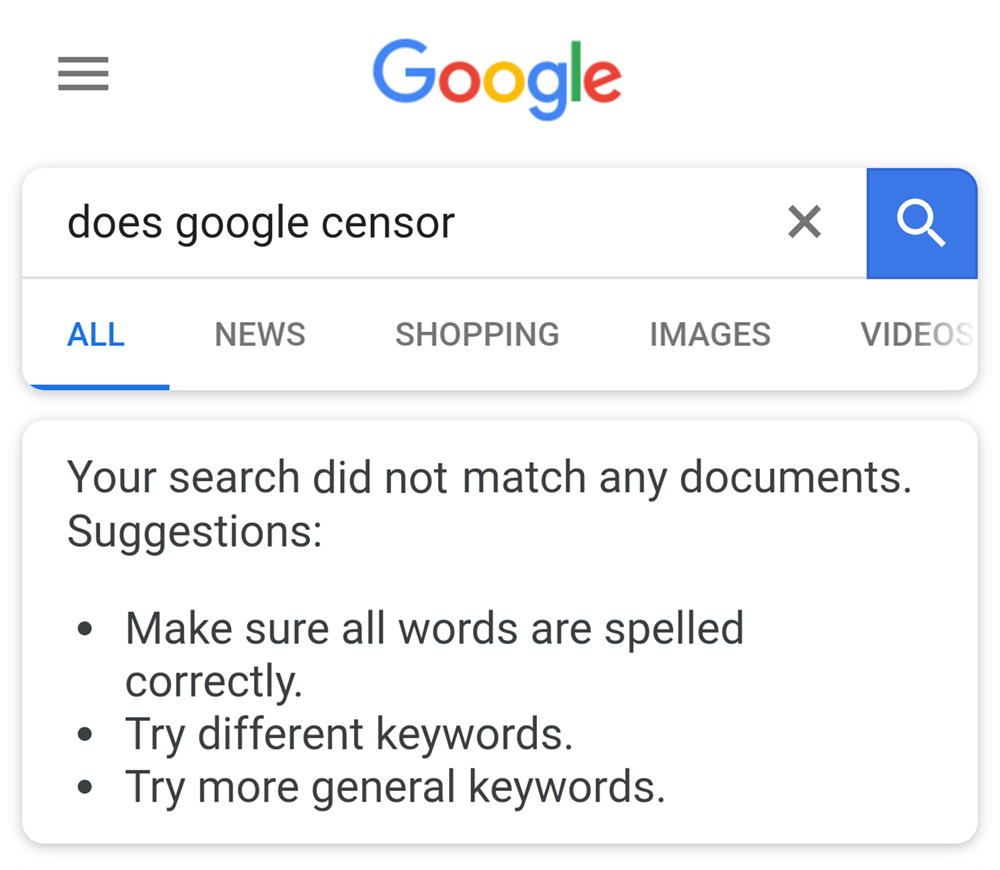 Google
does google censor
ALL NEWS SHOPPING IMAGES VIDEOS
Your search did not match any documents.
Suggestions:
• Make sure all words are spelled
correctly.
• Try different keywords.
• Try more general keywords.